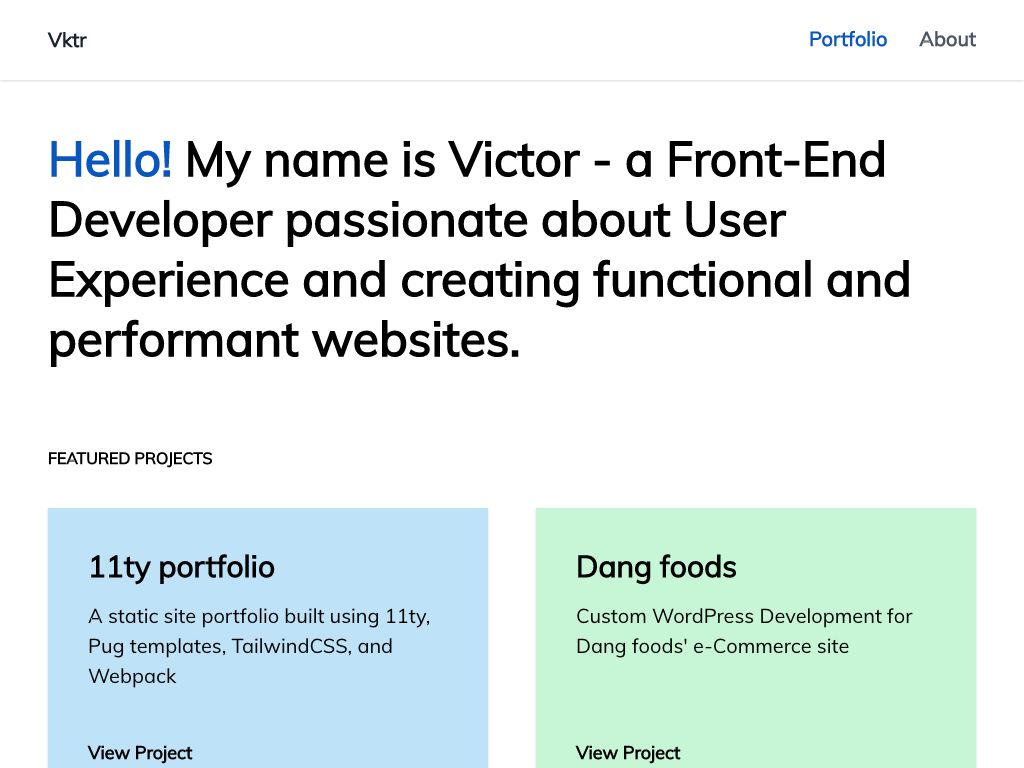 Vktr
Portfolio
About
Hello! My name is Victor - a Front-End
Developer passionate about User
Experience and creating functional and
performant websites.
FEATURED PROJECTS
11ty portfolio
A static site portfolio built using 11ty,
Pug templates, TailwindCSS, and
Webpack
View Project
Dang foods
Custom WordPress Development for
Dang foods' e-Commerce site
View Project